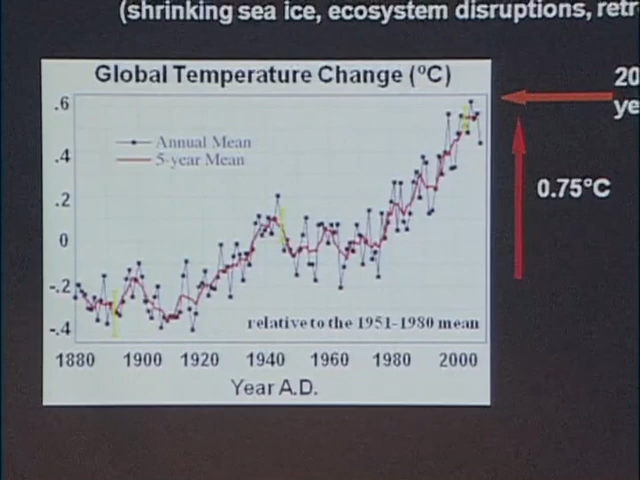 (shrinking sea ice, ecosystem disruptions, retr
Global Temperature Change (ºC)
20
ye
.6
.4
.2
0
-.2
-.4
Annual Mean
5-year Mean
0.75°C
relative to the 1951-1980 mean
1880 1900 1920 1940 1960 1980 2000
Year A.D.